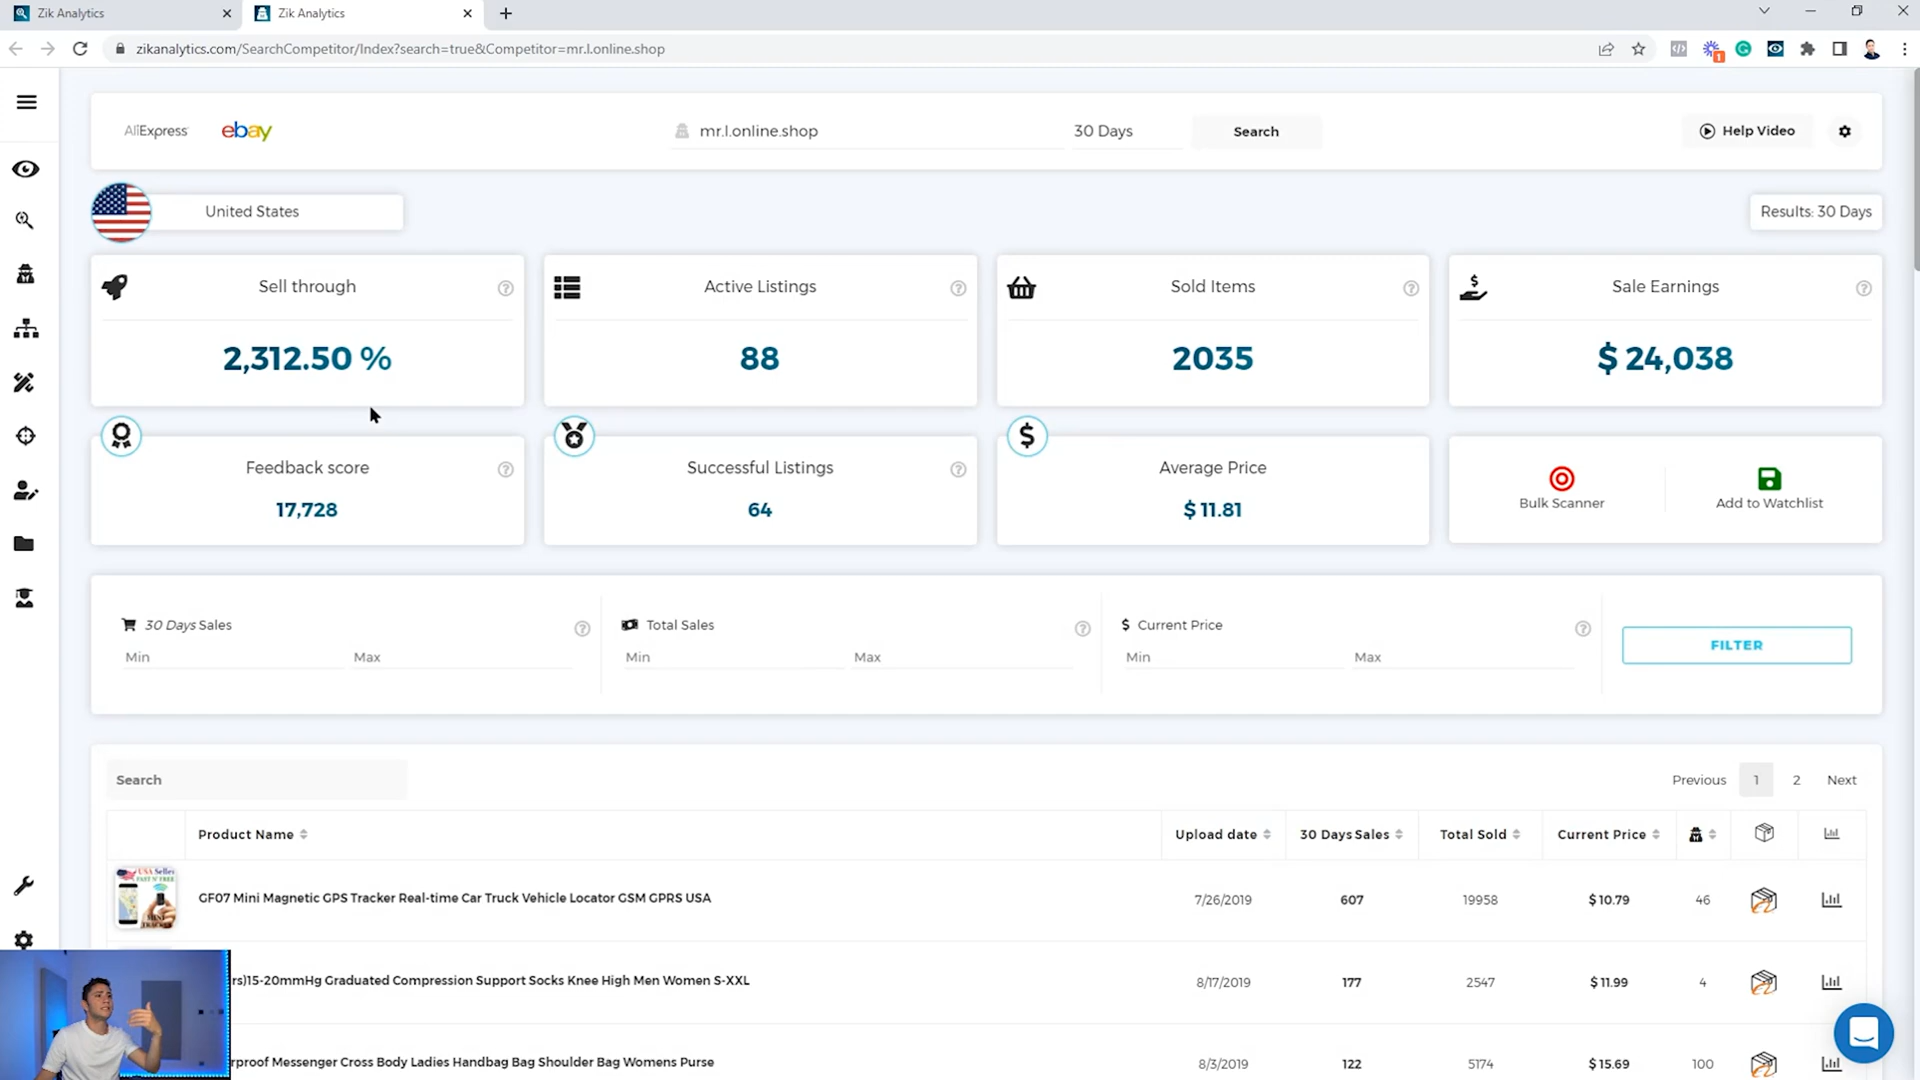 Zik Analytics
Zik Analytics
zikanalytics.com/SearchCompetitor/Index?search=true&Competitor=mr.l.online.shop
1
AliExpress
ebay
mr.l.online.shop
30 Days
Search
Help Video
United States
Results: 30 Days
Sell through
Active Listings
Sold Items
Sale Earnings
2,312.50 %
88
2035
$ 24,038
Feedback score
Successful Listings
Average Price
17,728
64
$ 11.81
Bulk Scanner
Add to Watchlist
30 Days Sales
Total Sales
$ Current Price
Min
Max
Min
Max
Min
Max
FILTER
Search
Previous
1
2
Next
Product Name
Upload date
30 Days Sales
Total Sold
Current Price
USA Seller
FAST N' FREE
MINI
TRACKER
GF07 Mini Magnetic GPS Tracker Real-time Car Truck Vehicle Locator GSM GPRS USA
7/26/2019
607
19958
$ 10.79
46
rs)15-20mmHg Graduated Compression Support Socks Knee High Men Women S-XXL
8/17/2019
177
2547
$ 11.99
4
rproof Messenger Cross Body Ladies Handbag Bag Shoulder Bag Womens Purse
8/3/2019
122
5174
$ 15.69
100